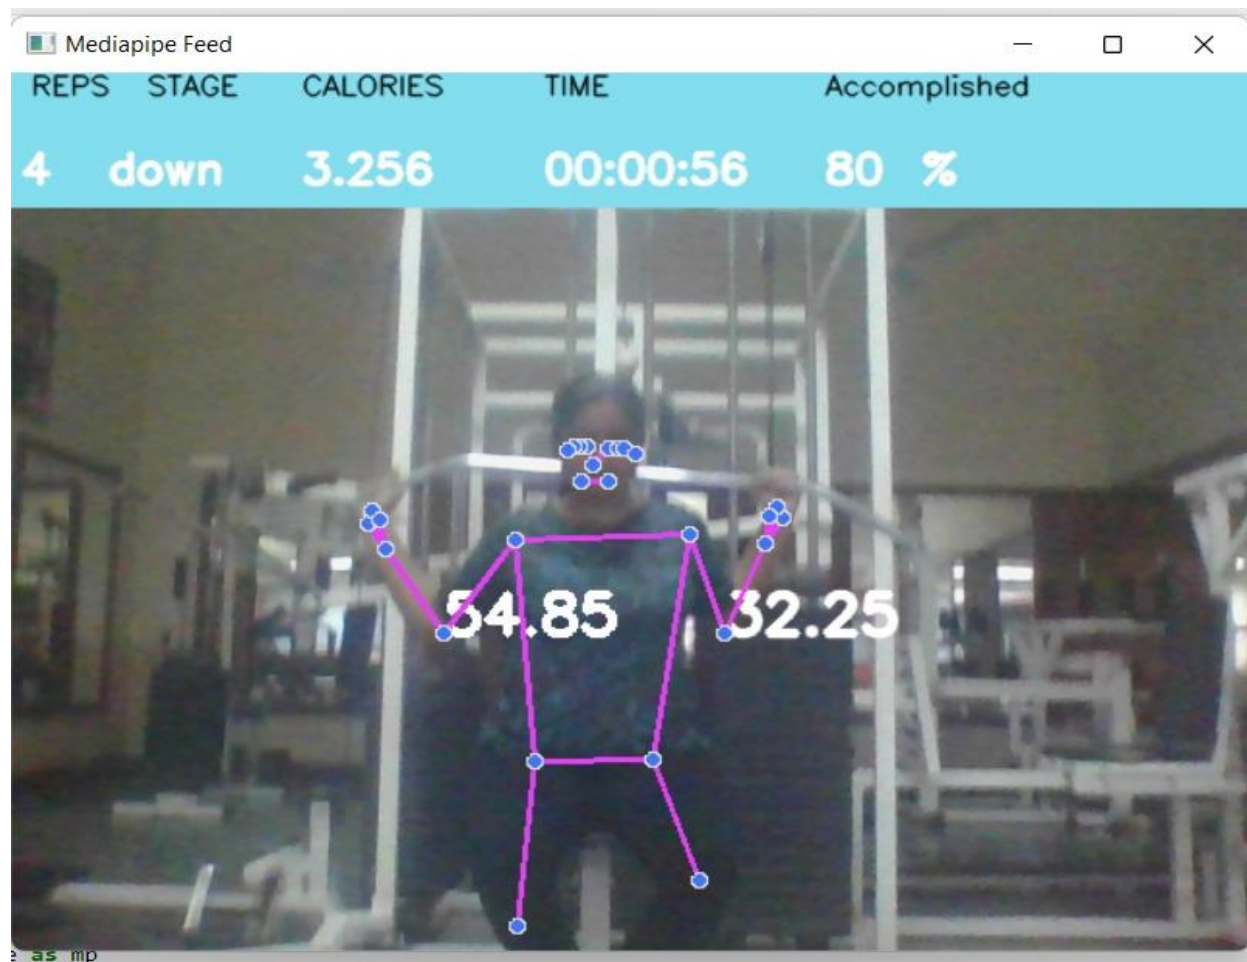 Mediapipe Feed
REPS STAGE CALORIES TIME Accomplished
4 down 3.256 00:00:56 80 %
54.85 32.25
e as mp